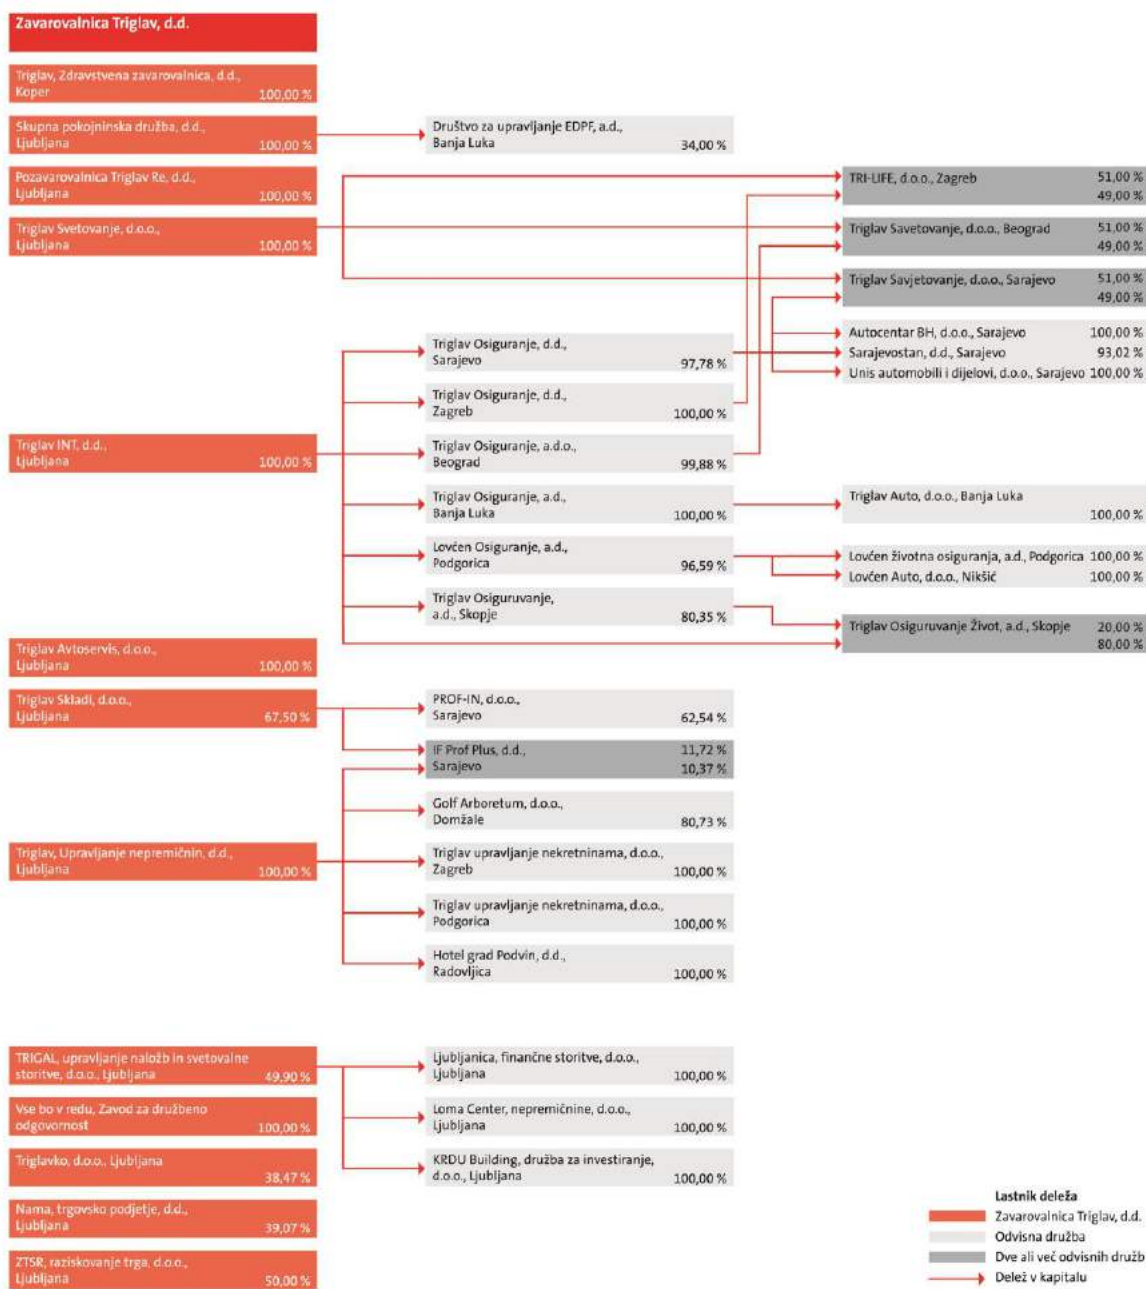 Zavarovalnica Triglav, d.d.
Triglav, Zdravstvena zavarovalnica, d.d.,
Koper 100,00 %
Skupna pokojninska družba, d.d.,
Ljubljana 100,00 %
Društvo za upravljanje EDPF, a.d.,
Banja Luka 34,00 %
Pozavarovalnica Triglav Re, d.d.,
Ljubljana 100,00 %
TRI-LIFE, d.o.o., Zagreb 51,00 %
49,00 %
Triglav Svetovanje, d.o.o.,
Ljubljana 100,00 %
Triglav Savetovanje, d.o.o., Beograd 51,00 %
49,00 %
Triglav Savjetovanje, d.o.o., Sarajevo 51,00 %
49,00 %
Triglav Osiguranje, d.d.,
Sarajevo 97,78 %
Autocentar BH, d.o.o., Sarajevo 100,00 %
Sarajevostan, d.d., Sarajevo 93,02 %
Unis automobili i dijelovi, d.o.o., Sarajevo 100,00 %
Triglav Osiguranje, d.d.,
Zagreb 100,00 %
Triglav INT, d.d.,
Ljubljana 100,00 %
Triglav Osiguranje, a.d.o.,
Beograd 99,88 %
Triglav Osiguranje, a.d.,
Banja Luka 100,00 %
Triglav Auto, d.o.o., Banja Luka
100,00 %
Lovćen Osiguranje, a.d.,
Podgorica 96,59 %
Lovćen životna osiguranja, a.d., Podgorica 100,00 %
Lovćen Auto, d.o.o., Nikšić 100,00 %
Triglav Osiguruvanje,
a.d., Skopje 80,35 %
Triglav Osiguruvanje Život, a.d., Skopje 20,00 %
80,00 %
Triglav Avtoservis, d.o.o.,
Ljubljana 100,00 %
Triglav Skladi, d.o.o.,
Ljubljana 67,50 %
PROF-IN, d.o.o.,
Sarajevo 62,54 %
IF Prof Plus, d.d., 11,72 %
Sarajevo 10,37 %
Golf Arboretum, d.o.o.,
Domžale 80,73 %
Triglav, Upravljanje nepremičnin, d.d.,
Ljubljana 100,00 %
Triglav upravljanje nekretninama, d.o.o.,
Zagreb 100,00 %
Triglav upravljanje nekretninama, d.o.o.,
Podgorica 100,00 %
Hotel grad Podvin, d.d.,
Radovljica 100,00 %
TRIGAL, upravljanje naložb in svetovalne
storitve, d.o.o., Ljubljana 49,90 %
Ljubljanica, finančne storitve, d.o.o.,
Ljubljana 100,00 %
Vse bo v redu, Zavod za družbeno
odgovornost 100,00 %
Loma Center, nepremičnine, d.o.o.,
Ljubljana 100,00 %
Triglavko, d.o.o., Ljubljana
38,47 %
KRDU Building, družba za investiranje,
d.o.o., Ljubljana 100,00 %
Nama, trgovsko podjetje, d.d.,
Ljubljana 39,07 %
ZTSR, raziskovanje trga, d.o.o.,
Ljubljana 50,00 %
Lastnik deleža
Zavarovalnica Triglav, d.d.
Odvisna družba
Dve ali več odvisnih družb
Delež v kapitalu